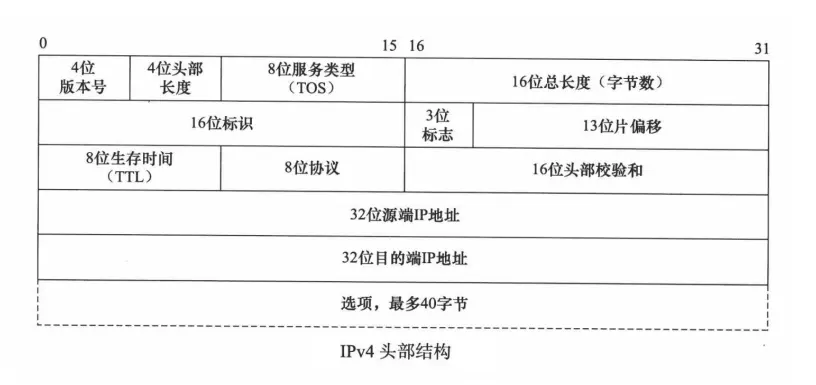 0 15 16 31
4位
版本号
4位头部
长度
8位服务类型
(TOS)
16位总长度(字节数)
16位标识
3位
标志
13位片偏移
8位生存时间
(TTL)
8位协议
16位头部校验和
32位源端IP地址
32位目的端IP地址
选项，最多40字节
IPv4 头部结构